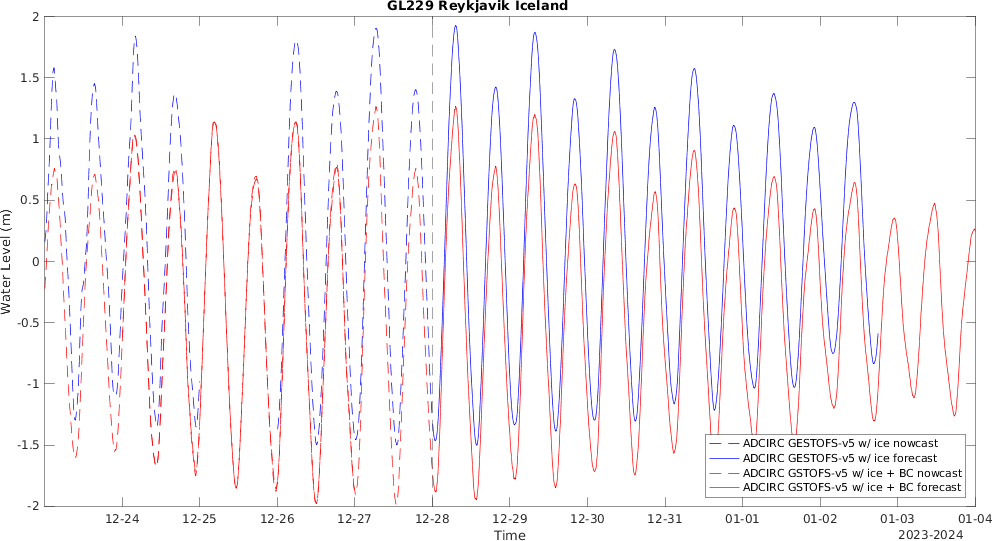 GL229 Reykjavik Iceland
2
1.5
1
0.5
0
-0.5
-1
-1.5
-2
Water Level (m)
ADCIRC GESTOFS-v5 w/ ice nowcast
ADCIRC GESTOFS-v5 w/ ice forecast
ADCIRC GSTOFS-v5 w/ ice + BC nowcast
ADCIRC GSTOFS-v5 w/ ice + BC forecast
12-24 12-25 12-26 12-27 12-28 12-29 12-30 12-31 01-01 01-02 01-03 01-04
Time
2023-2024